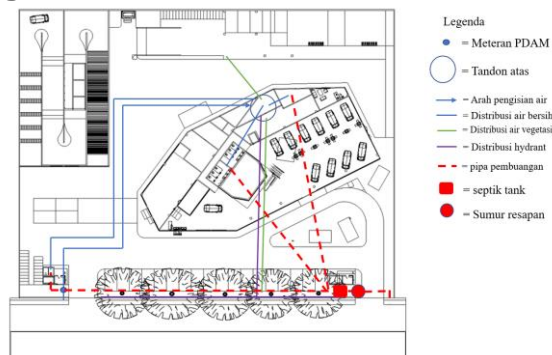 Legenda
= Meteran PDAM
= Tandon atas
= Arah pengisian air
= Distribusi air bersih
= Distribusi air vegetasi
= Distribusi hydrant
= pipa pembuangan
= septik tank
= Sumur resapan